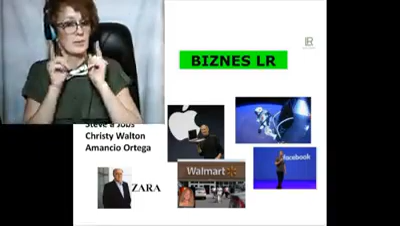 BIZNES LR
LR
Steve a Jobs
Christy Walton
Amancio Ortega
ZARA
Walmart
facebook